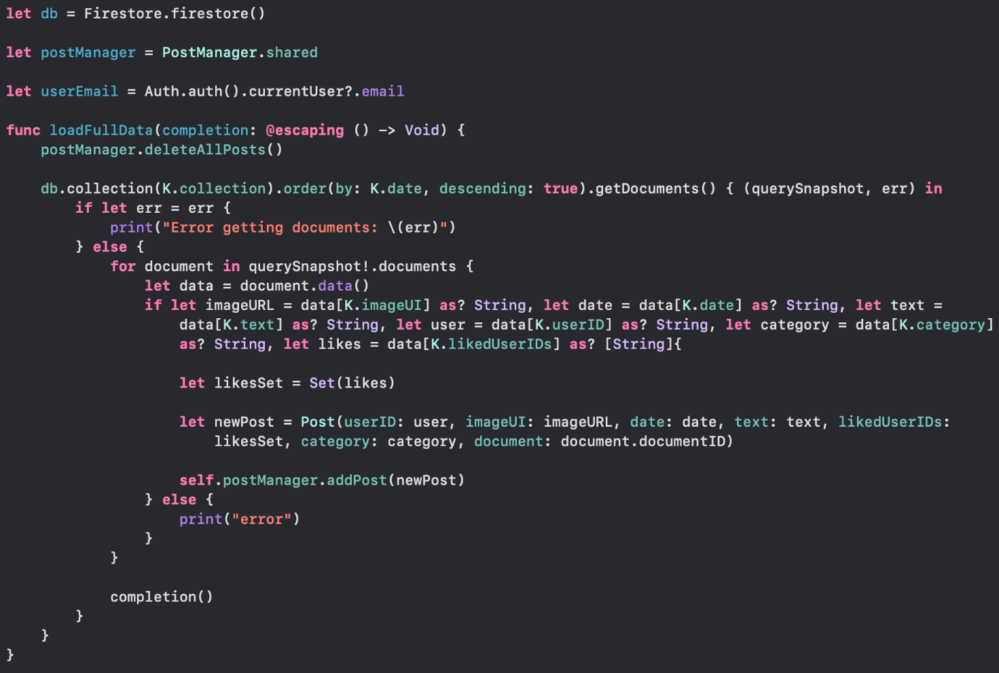 let db = Firestore.firestore()
let postManager = PostManager.shared
let userEmail = Auth.auth().currentUser?.email
func loadFullData(completion: @escaping () -> Void) {
postManager.deleteAllPosts()
db.collection(K.collection).order(by: K.date, descending: true).getDocuments() { (querySnapshot, err) in
if let err = err {
print("Error getting documents: \(err)")
} else {
for document in querySnapshot!.documents {
let data = document.data()
if let imageURL = data[K.imageUI] as? String, let date = data[K.date] as? String, let text =
data[K.text] as? String, let user = data[K.userID] as? String, let category = data[K.category]
as? String, let likes = data[K.likedUserIDs] as? [String]{
let likesSet = Set(likes)
let newPost = Post(userID: user, imageUI: imageURL, date: date, text: text, likedUserIDs:
likesSet, category: category, document: document.documentID)
self.postManager.addPost(newPost)
} else {
print("error")
}
}
completion()
}
}
}